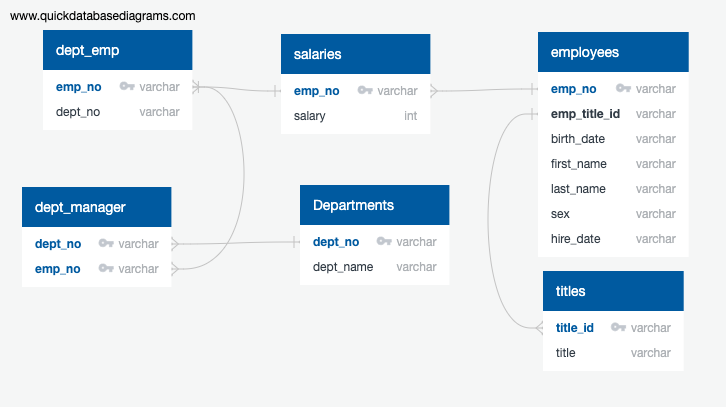 www.quickdatabasediagrams.com
dept_emp
emp_no varchar
dept_no varchar
salaries
emp_no varchar
salary int
employees
emp_no varchar
emp_title_id varchar
birth_date varchar
first_name varchar
last_name varchar
sex varchar
hire_date varchar
dept_manager
dept_no varchar
emp_no varchar
Departments
dept_no varchar
dept_name varchar
titles
title_id varchar
title varchar